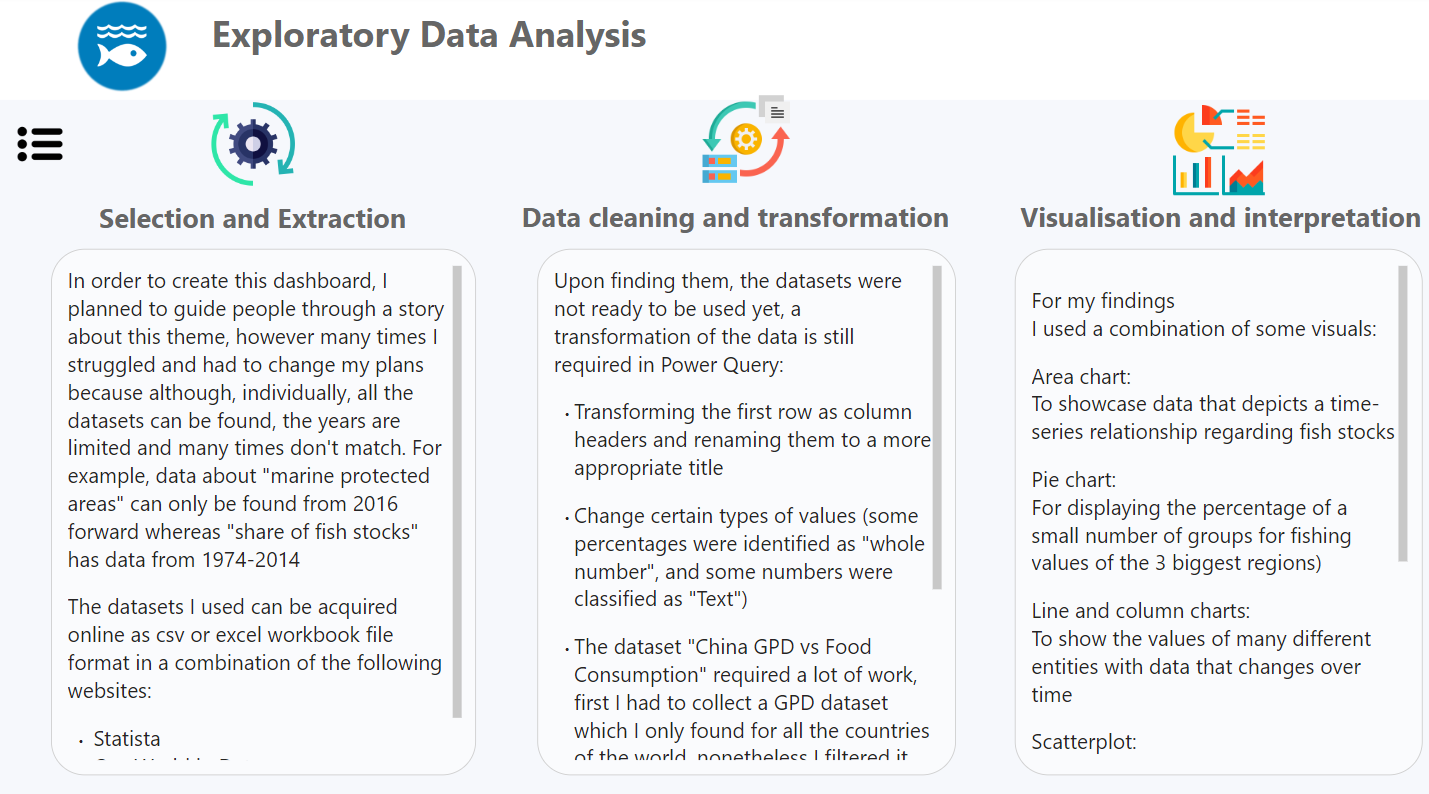 Exploratory Data Analysis
Selection and Extraction
In order to create this dashboard, I
planned to guide people through a story
about this theme, however many times I
struggled and had to change my plans
because although, individually, all the
datasets can be found, the years are
limited and many times don't match. For
example, data about "marine protected
areas" can only be found from 2016
forward whereas "share of fish stocks"
has data from 1974-2014
The datasets I used can be acquired
online as csv or excel workbook file
format in a combination of the following
websites:
• Statista
Data cleaning and transformation
Upon finding them, the datasets were
not ready to be used yet, a
transformation of the data is still
required in Power Query:
• Transforming the first row as column
headers and renaming them to a more
appropriate title
• Change certain types of values (some
percentages were identified as "whole
number", and some numbers were
classified as "Text")
• The dataset "China GPD vs Food
Consumption" required a lot of work,
first I had to collect a GPD dataset
which I only found for all the countries
of the world, nonetheless I filtered it
Visualisation and interpretation
For my findings
I used a combination of some visuals:
Area chart:
To showcase data that depicts a time-
series relationship regarding fish stocks
Pie chart:
For displaying the percentage of a
small number of groups for fishing
values of the 3 biggest regions)
Line and column charts:
To show the values of many different
entities with data that changes over
time
Scatterplot: